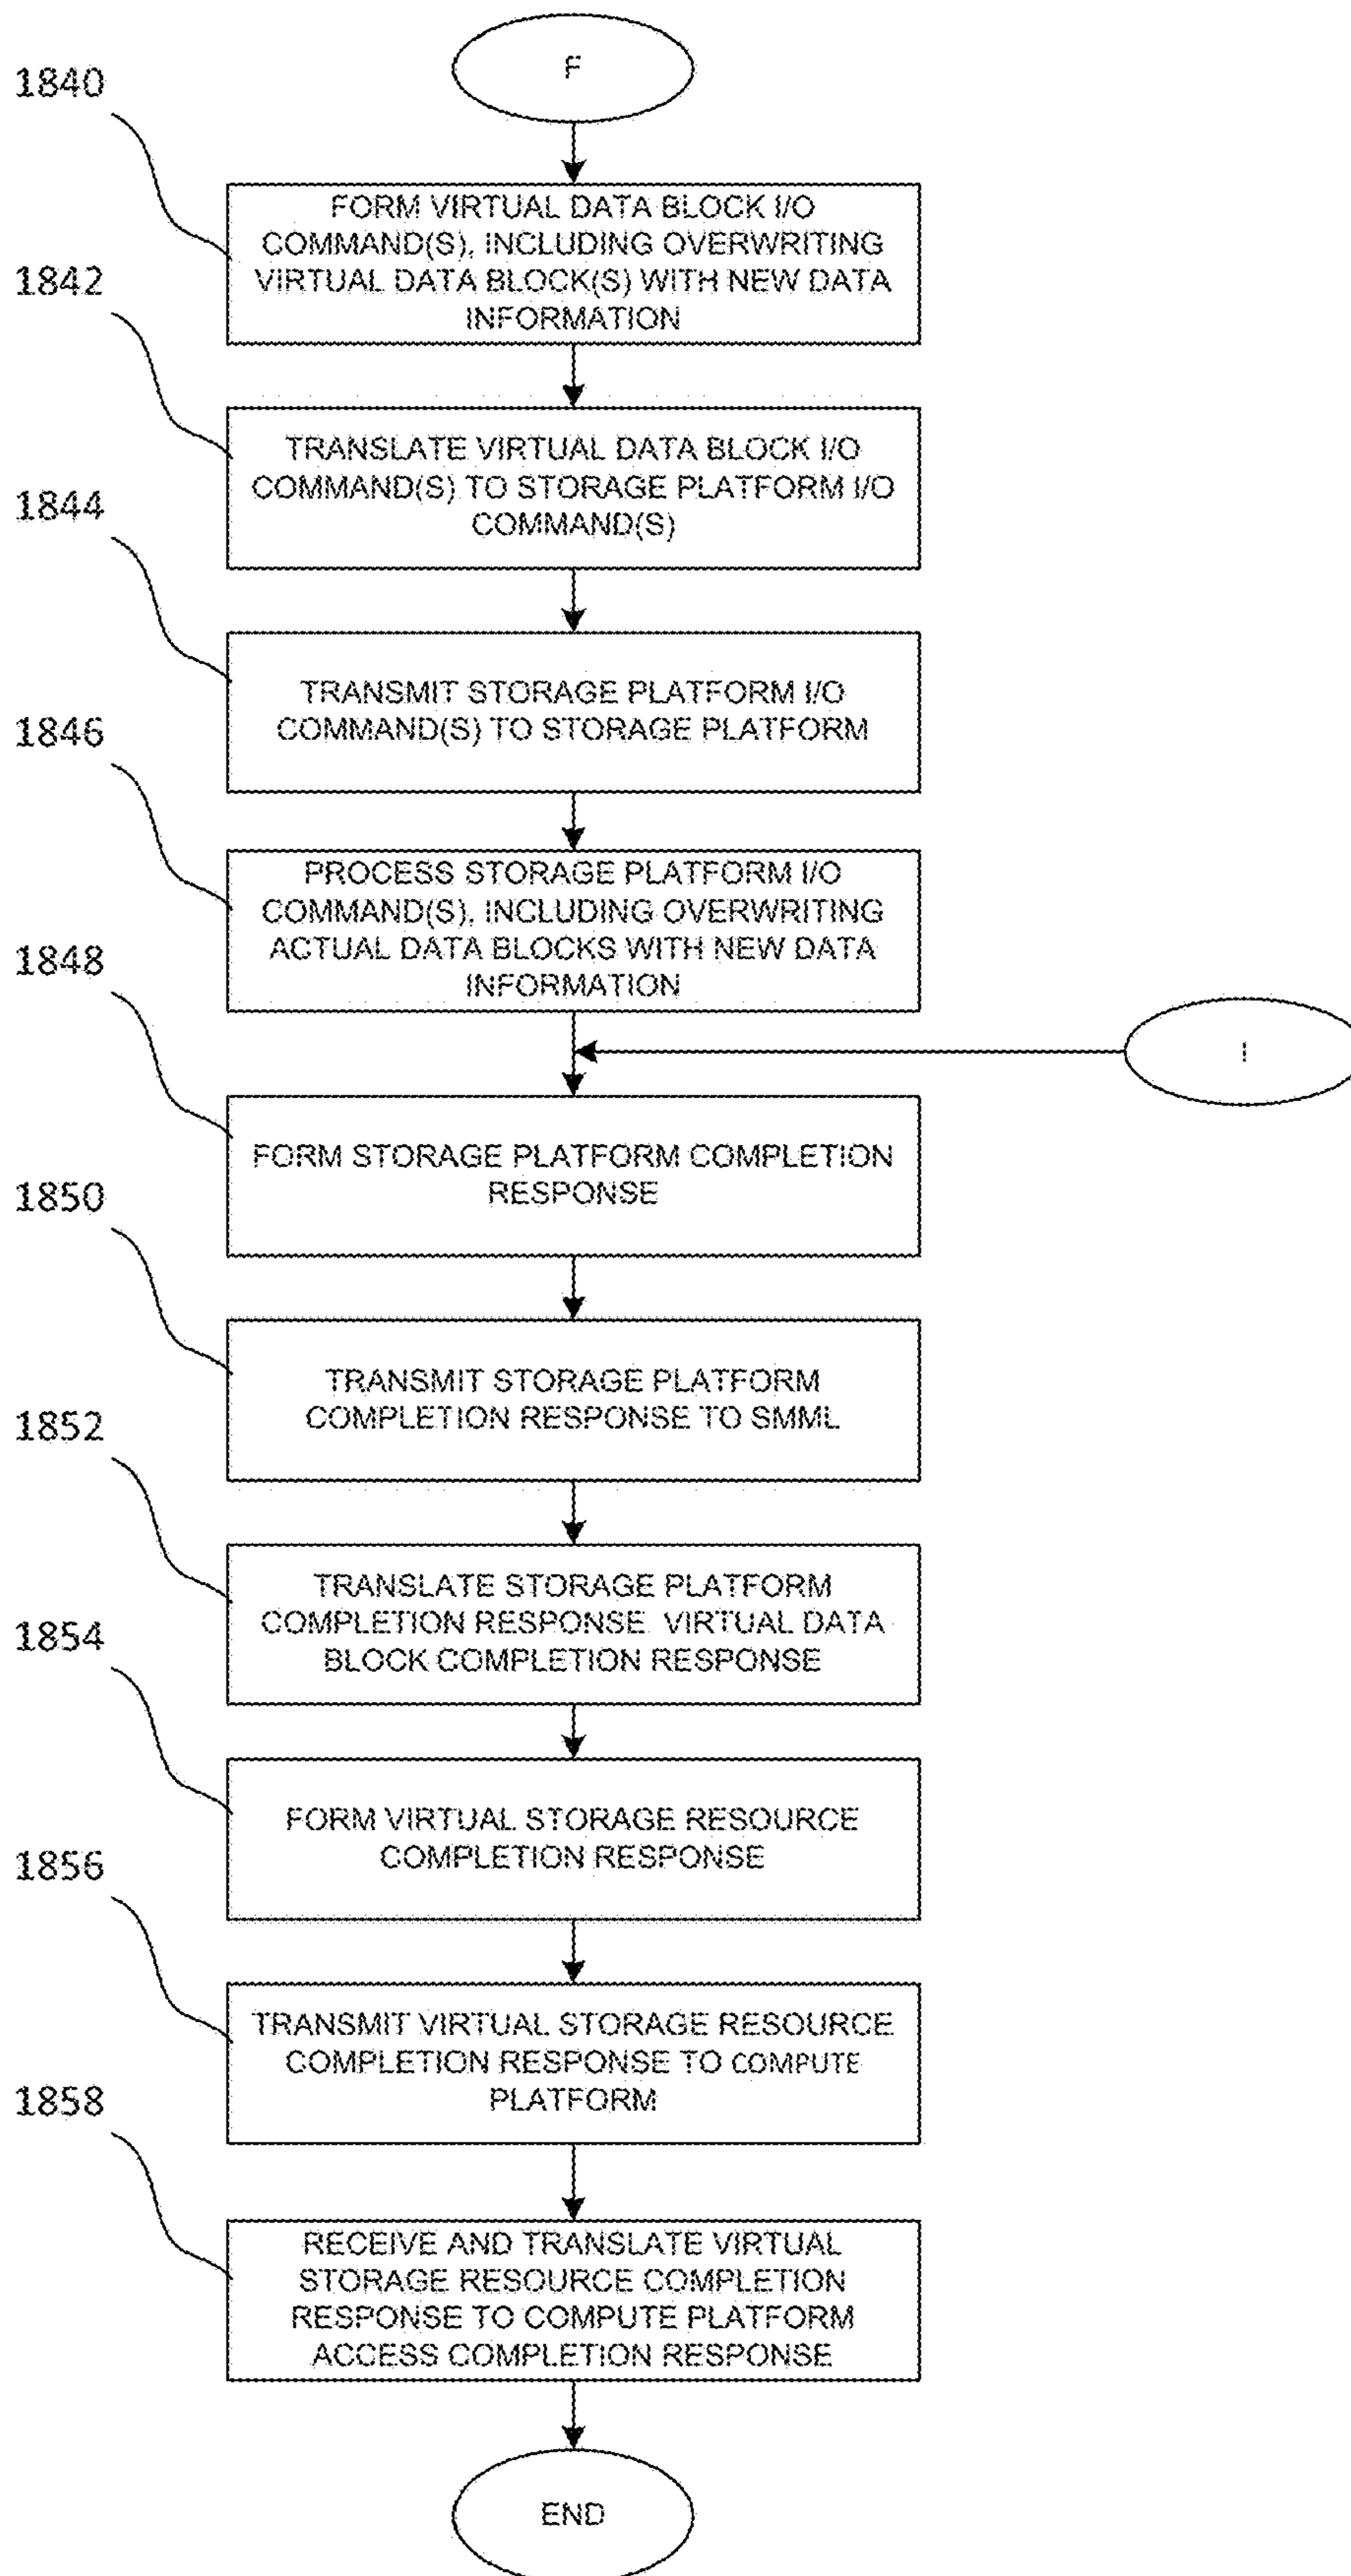 F
1840
FORM VIRTUAL DATA BLOCK I/O
COMMAND(S), INCLUDING OVERWRITING
VIRTUAL DATA BLOCK(S) WITH NEW DATA
INFORMATION
1842
TRANSLATE VIRTUAL DATA BLOCK I/O
COMMAND(S) TO STORAGE PLATFORM I/O
COMMAND(S)
1844
TRANSMIT STORAGE PLATFORM I/O
COMMAND(S) TO STORAGE PLATFORM
1846
PROCESS STORAGE PLATFORM I/O
COMMAND(S), INCLUDING OVERWRITING
ACTUAL DATA BLOCKS WITH NEW DATA
INFORMATION
I
1848
FORM STORAGE PLATFORM COMPLETION
RESPONSE
1850
TRANSMIT STORAGE PLATFORM
COMPLETION RESPONSE TO SMML
1852
TRANSLATE STORAGE PLATFORM
COMPLETION RESPONSE VIRTUAL DATA
BLOCK COMPLETION RESPONSE
1854
FORM VIRTUAL STORAGE RESOURCE
COMPLETION RESPONSE
1856
TRANSMIT VIRTUAL STORAGE RESOURCE
COMPLETION RESPONSE TO COMPUTE
PLATFORM
1858
RECEIVE AND TRANSLATE VIRTUAL
STORAGE RESOURCE COMPLETION
RESPONSE TO COMPUTE PLATFORM
ACCESS COMPLETION RESPONSE
END